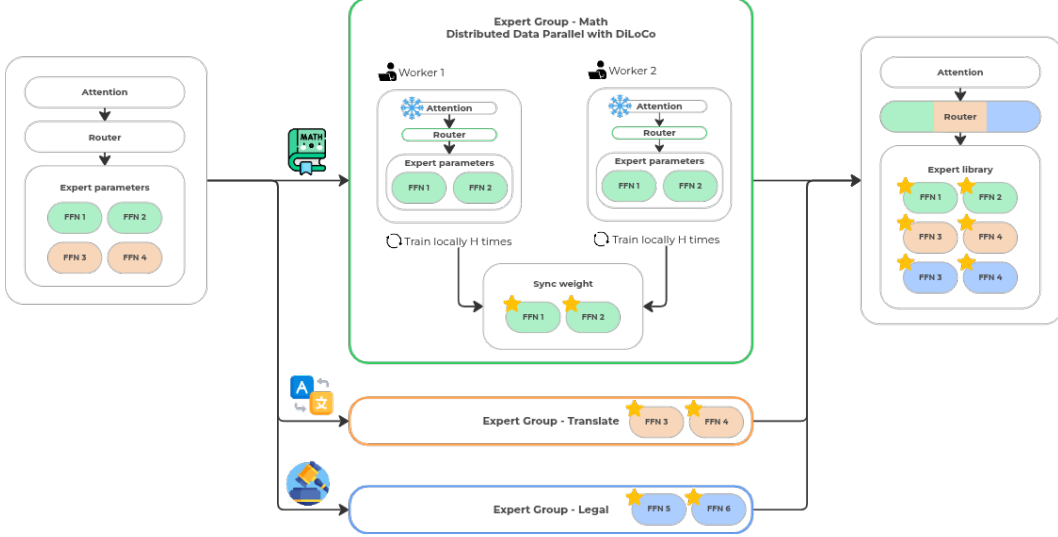 Attention
Router
Expert parameters
FFN 1
FFN 2
FFN 3
FFN 4
MATH
A
文
Expert Group - Math
Distributed Data Parallel with DiLoCo
Worker 1
Attention
Router
Expert parameters
FFN 1
FFN 2
Train locally H times
Worker 2
Attention
Router
Expert parameters
FFN 1
FFN 2
Train locally H times
Sync weight
FFN 1
FFN 2
Expert Group - Translate
FFN 3
FFN 4
Expert Group - Legal
FFN 5
FFN 6
Attention
Router
Expert library
FFN 1
FFN 2
FFN 3
FFN 4
FFN 3
FFN 4